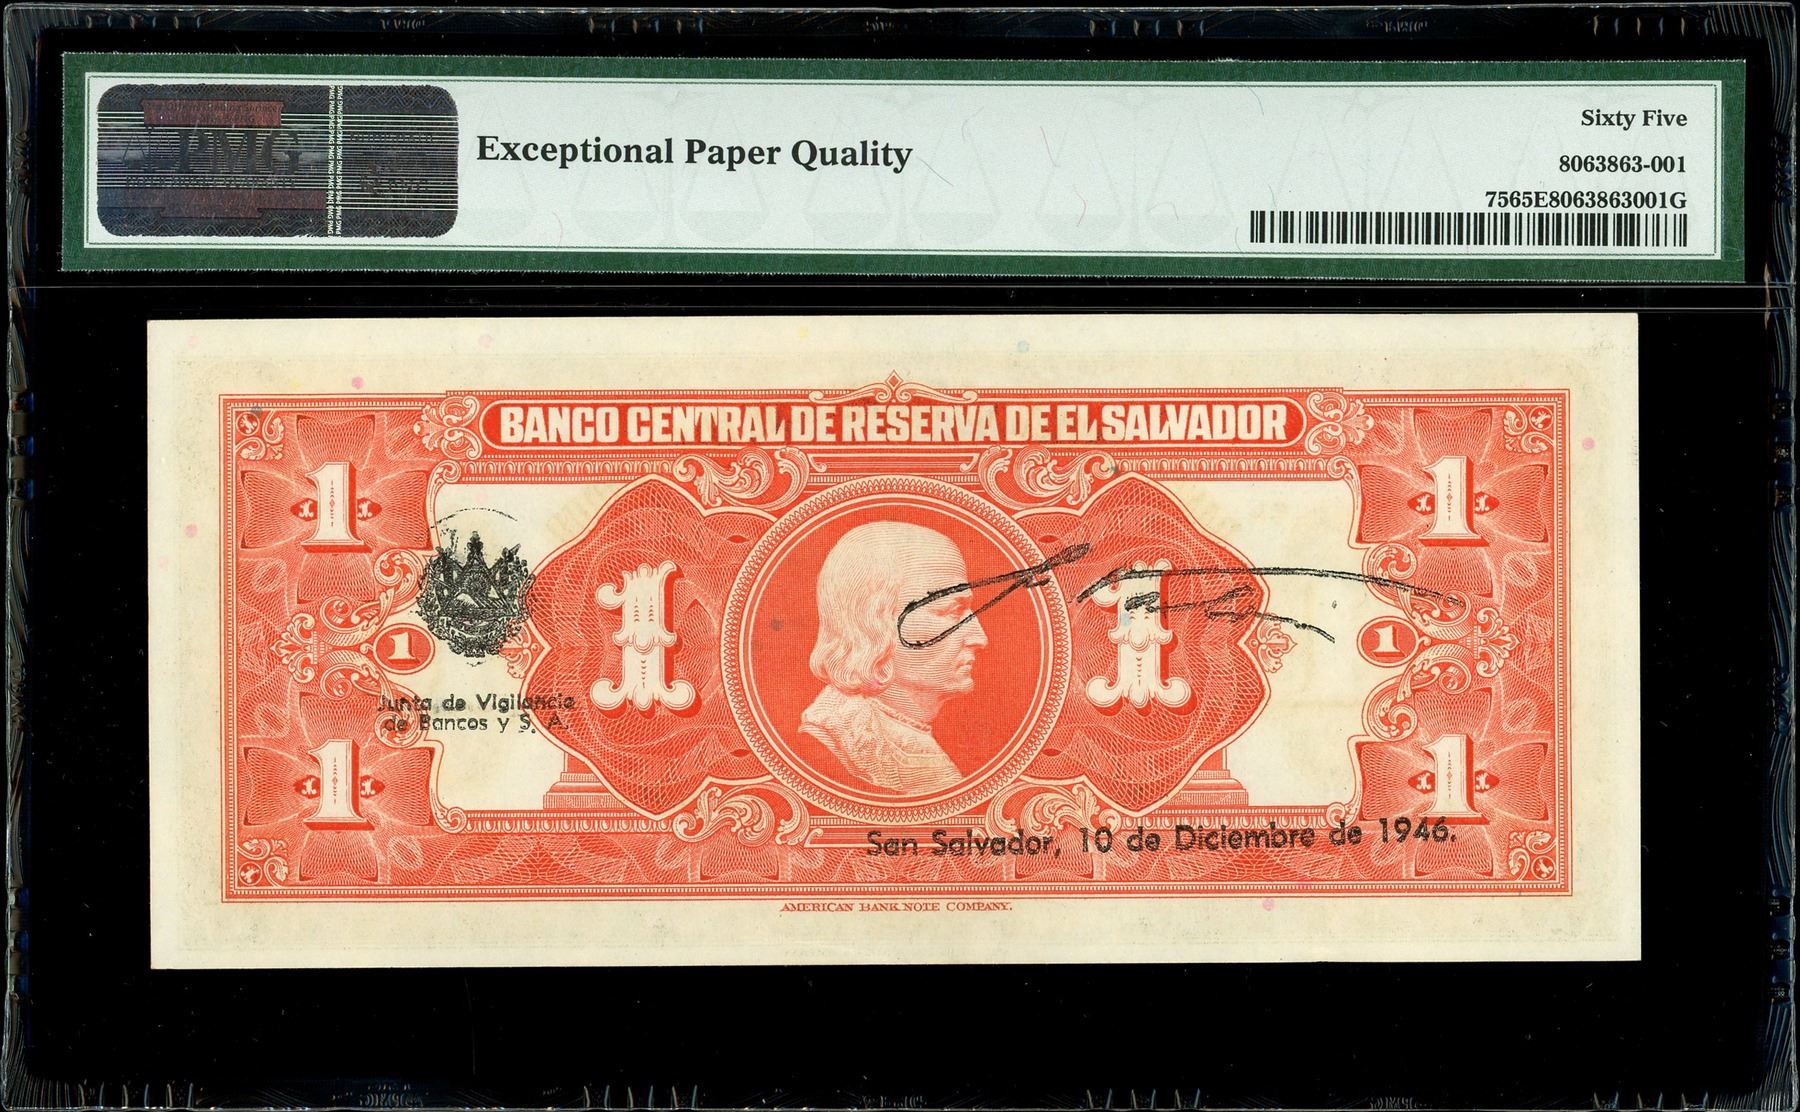 PMG
Exceptional Paper Quality
Sixty Five
8063863-001
7565E8063863001G
BANCO CENTRAL DE RESERVA DE EL SALVADOR
1
1
1
1
1
1
1
1
Junta de Vigilancia
de Bancos y S. A.
San Salvador, 10 de Diciembre de 1946.
AMERICAN BANK NOTE COMPANY.